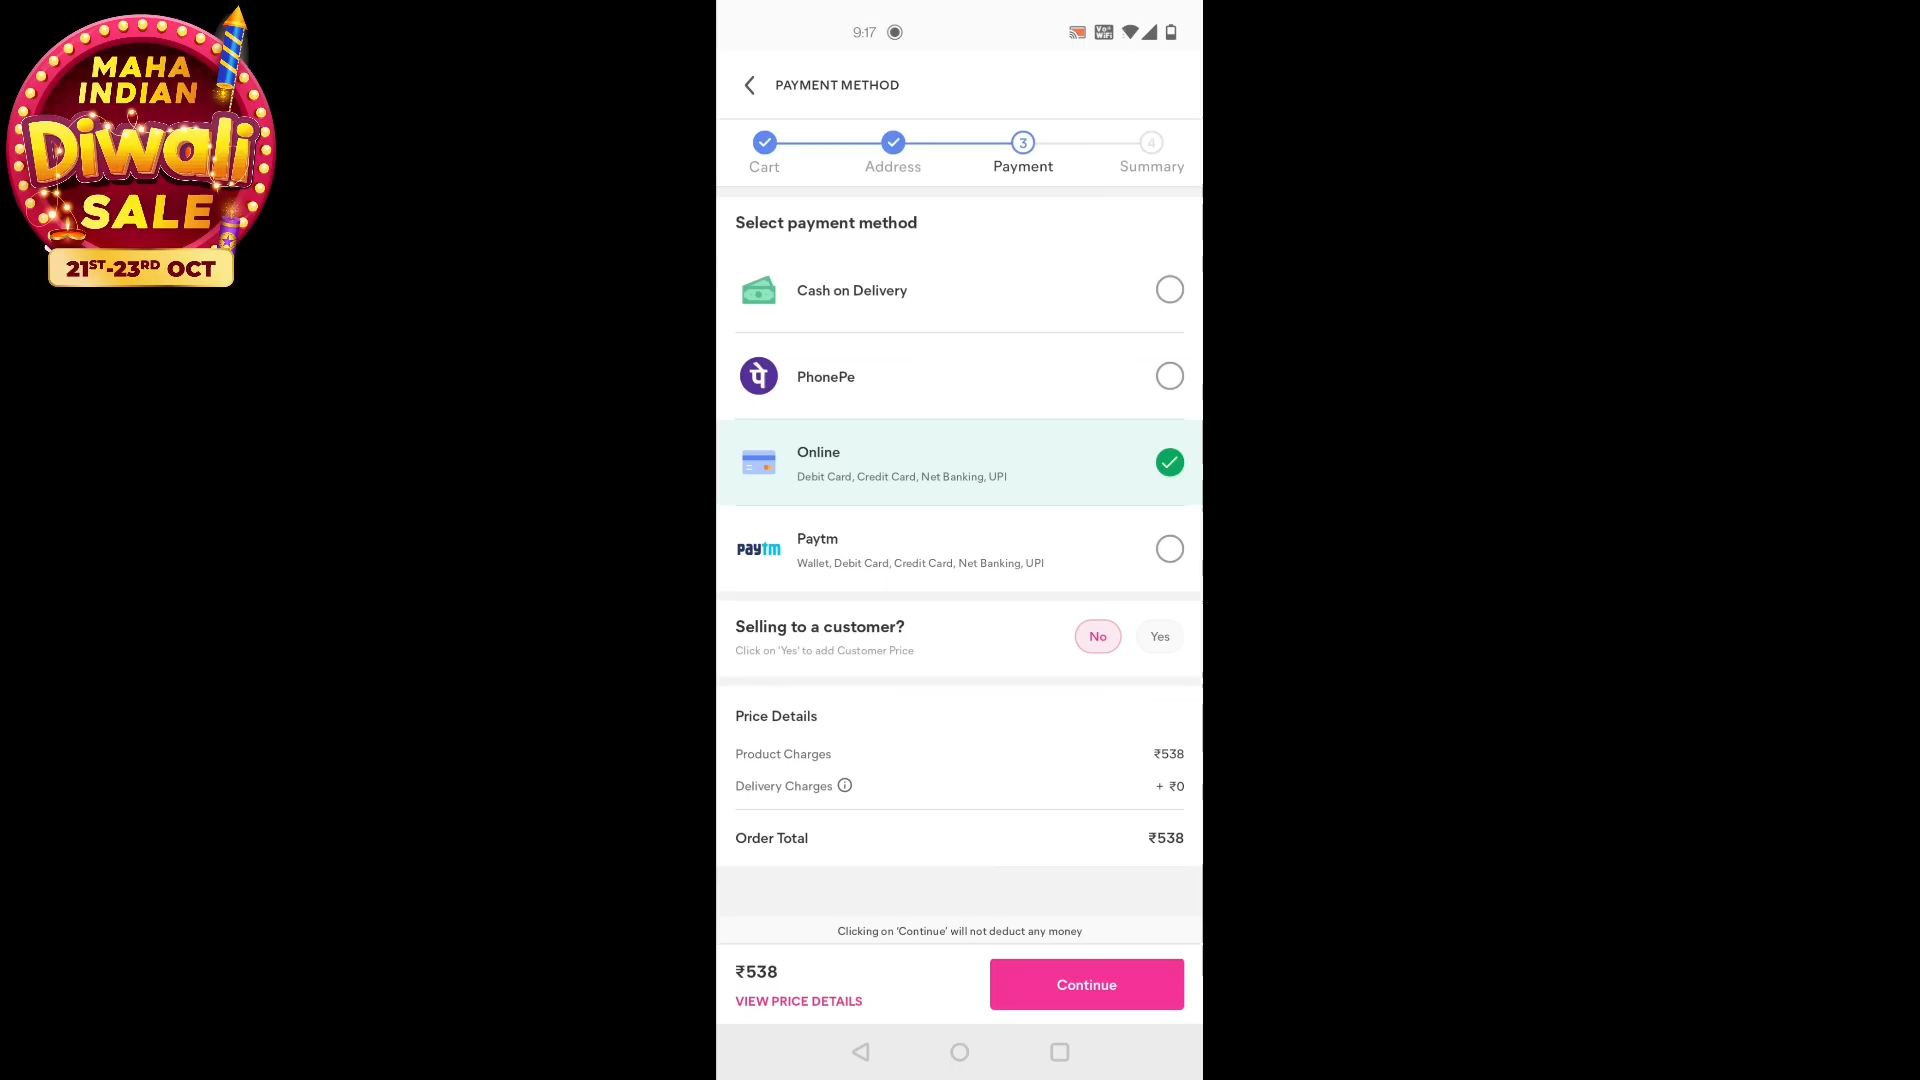 MAHA
INDIAN
Diwali
SALE
21ST-23RD OCT
9:17
Vo
WiFi
PAYMENT METHOD
3
4
Cart
Address
Payment
Summary
Select payment method
Cash on Delivery
पे
PhonePe
Online
Debit Card, Credit Card, Net Banking, UPI
paytm
Paytm
Wallet, Debit Card, Credit Card, Net Banking, UPI
Selling to a customer?
No
Yes
Click on 'Yes' to add Customer Price
Price Details
Product Charges
₹538
Delivery Charges
+ ₹0
Order Total
₹538
Clicking on 'Continue' will not deduct any money
₹538
Continue
VIEW PRICE DETAILS